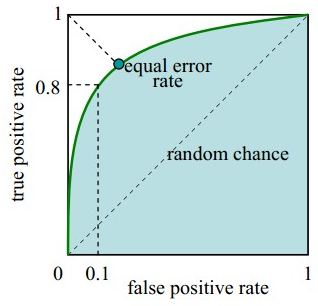 1
equal error
rate
0.8
true positive rate
random chance
0 0.1 1
false positive rate